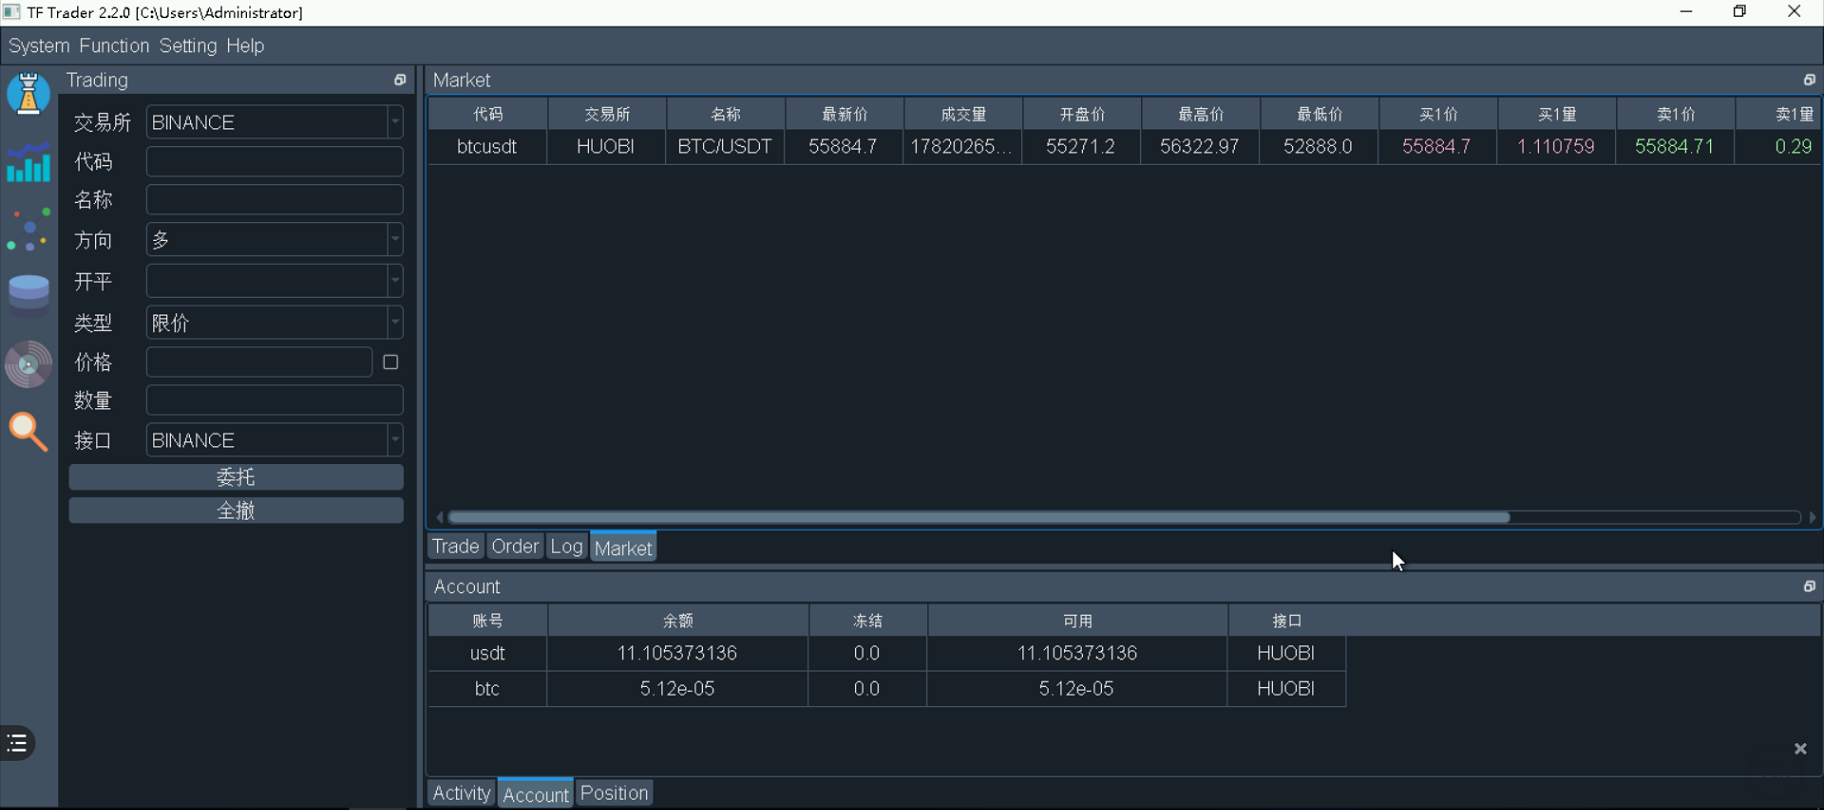 TF Trader 2.2.0 [C:\Users\Administrator]
System Function Setting Help
Trading
交易所 BINANCE
代码
名称
方向 多
开平
类型 限价
价格
数量
接口 BINANCE
委托
全撤
Market
代码 交易所 名称 最新价 成交量 开盘价 最高价 最低价 买1价 买1量 卖1价 卖1量
btcusdt HUOBI BTC/USDT 55884.7 17820265... 55271.2 56322.97 52888.0 55884.7 1.110759 55884.71 0.29
Trade Order Log Market
Account
账号 余额 冻结 可用 接口
usdt 11.105373136 0.0 11.105373136 HUOBI
btc 5.12e-05 0.0 5.12e-05 HUOBI
Activity Account Position